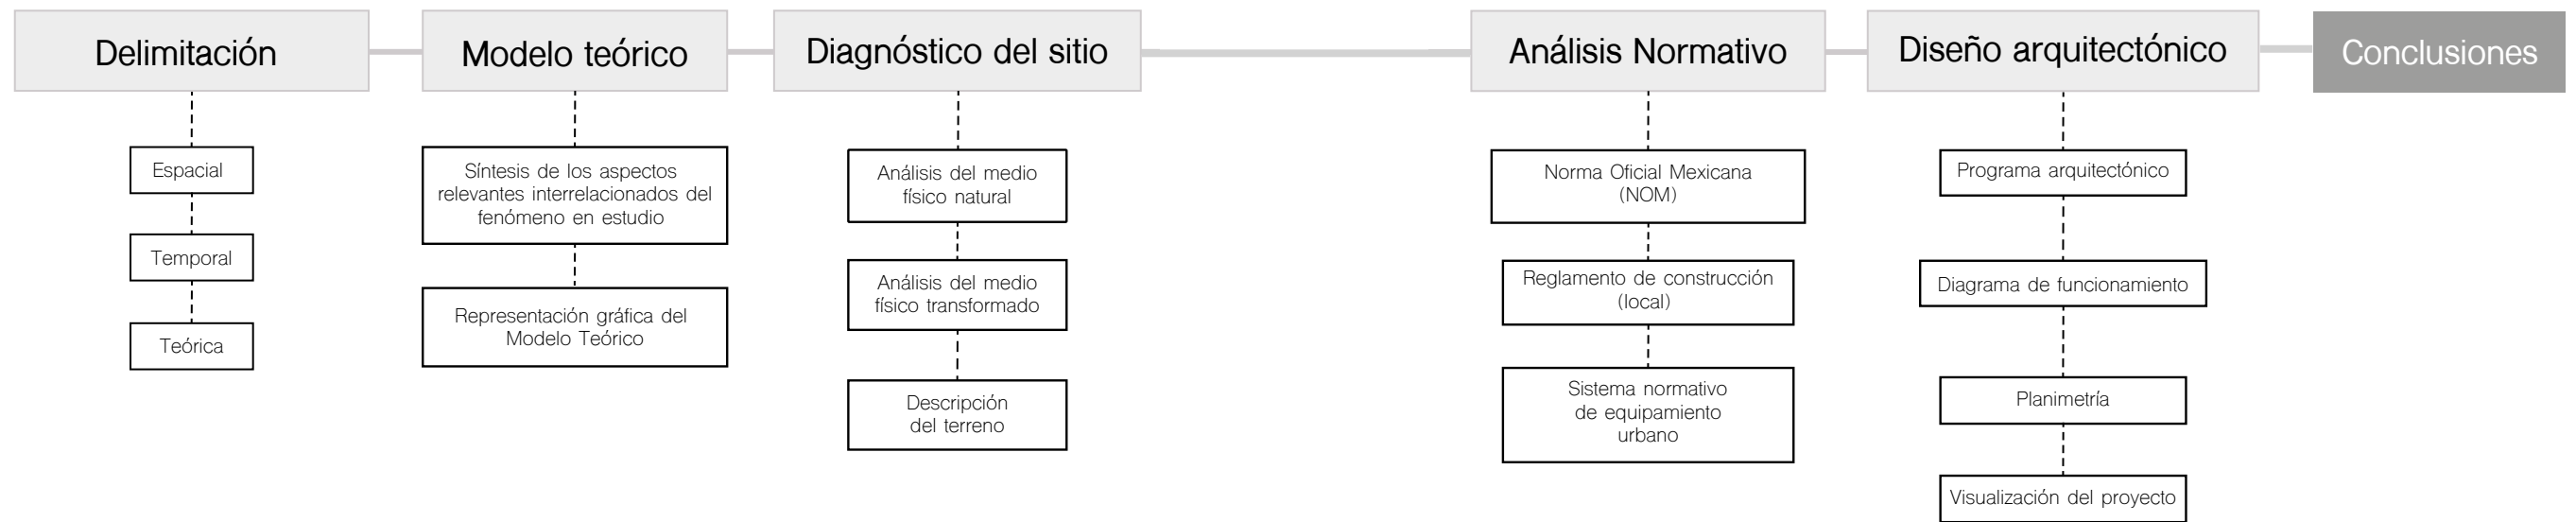 Delimitación
Espacial
Temporal
Teórica
Modelo teórico
Síntesis de los aspectos
relevantes interrelacionados del
fenómeno en estudio
Representación gráfica del
Modelo Teórico
Diagnóstico del sitio
Análisis del medio
físico natural
Análisis del medio
físico transformado
Descripción
del terreno
Análisis Normativo
Norma Oficial Mexicana
(NOM)
Reglamento de construcción
(local)
Sistema normativo
de equipamiento
urbano
Diseño arquitectónico
Programa arquitectónico
Diagrama de funcionamiento
Planimetría
Visualización del proyecto
Conclusiones